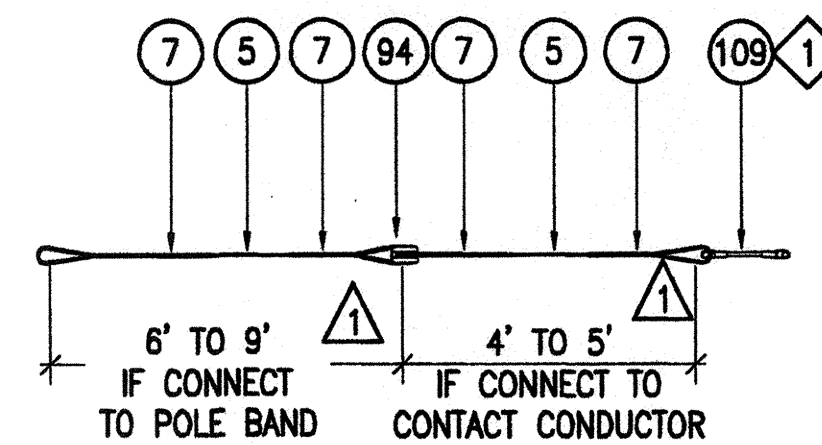 7 5 7 94 7 5 7 109 1
1 1
6' TO 9' 4' TO 5'
IF CONNECT IF CONNECT TO
TO POLE BAND CONTACT CONDUCTOR